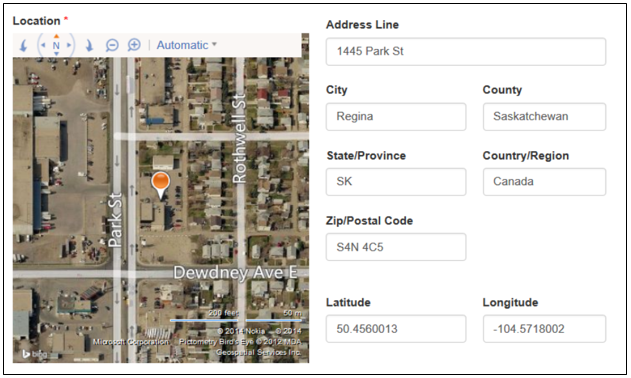 Location *
N
Automatic
Park St
Rothwell St
Dewdney Ave E
200 feet 50 m
© 2014 Nokia © 2014
Microsoft Corporation Pictometry Bird's Eye © 2012 MDA
Geospatial Services Inc.
bing
Address Line
1445 Park St
City County
Regina Saskatchewan
State/Province Country/Region
SK Canada
Zip/Postal Code
S4N 4C5
Latitude Longitude
50.4560013 -104.5718002